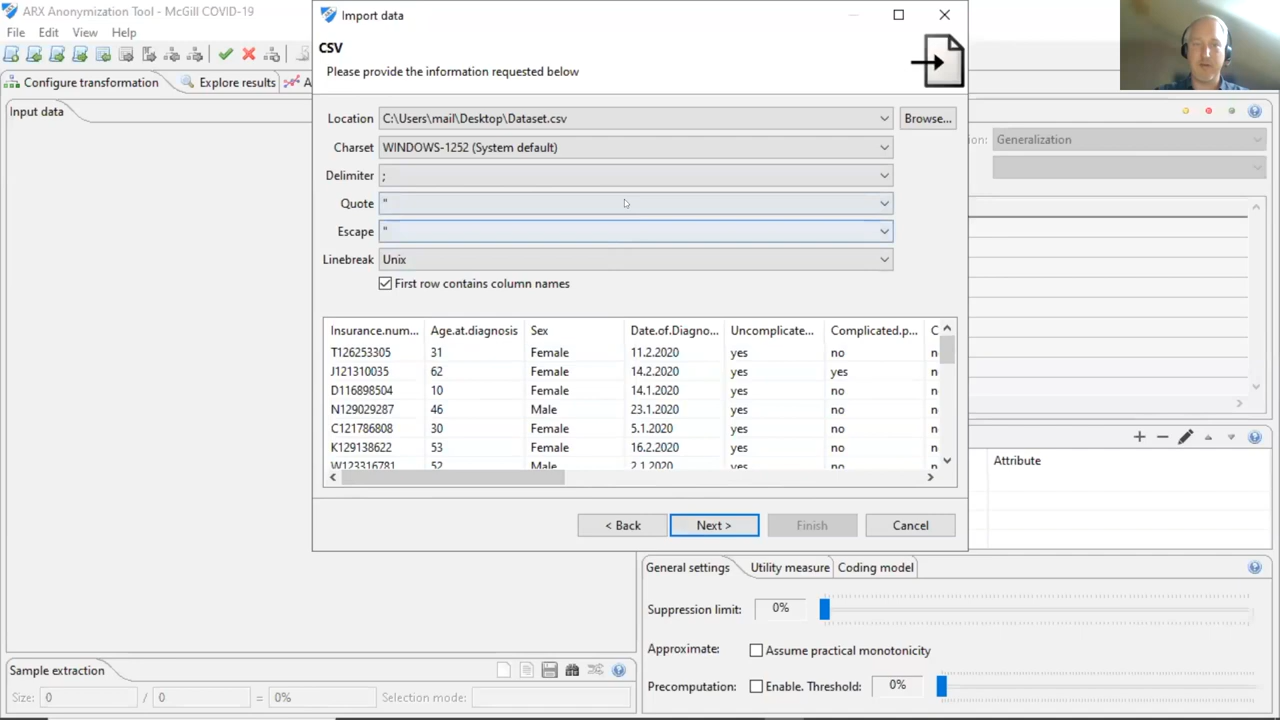 ARX Anonymization Tool - McGill COVID-19
File Edit View Help
Configure transformation Explore results
Input data
Import data
CSV
Please provide the information requested below
Location C:\Users\mail\Desktop\Dataset.csv Browse...
Charset WINDOWS-1252 (System default)
Delimiter ;
Quote "
Escape "
Linebreak Unix
First row contains column names
Insurance.num... Age.at.diagnosis Sex Date.of.Diagno... Uncomplicate... Complicated.p... C
T126253305 31 Female 11.2.2020 yes no n
J121310035 62 Female 14.2.2020 yes yes n
D116898504 10 Female 14.1.2020 yes no n
N129029287 46 Male 23.1.2020 yes no n
C121786808 30 Female 5.1.2020 yes no n
K129138622 53 Female 16.2.2020 yes no n
W123316781 52 Male 2.1.2020 yes no n
< Back Next > Finish Cancel
ion: Generalization
Attribute
General settings Utility measure Coding model
Suppression limit: 0%
Approximate: Assume practical monotonicity
Precomputation: Enable. Threshold: 0%
Sample extraction
Size: 0 / 0 = 0% Selection mode: